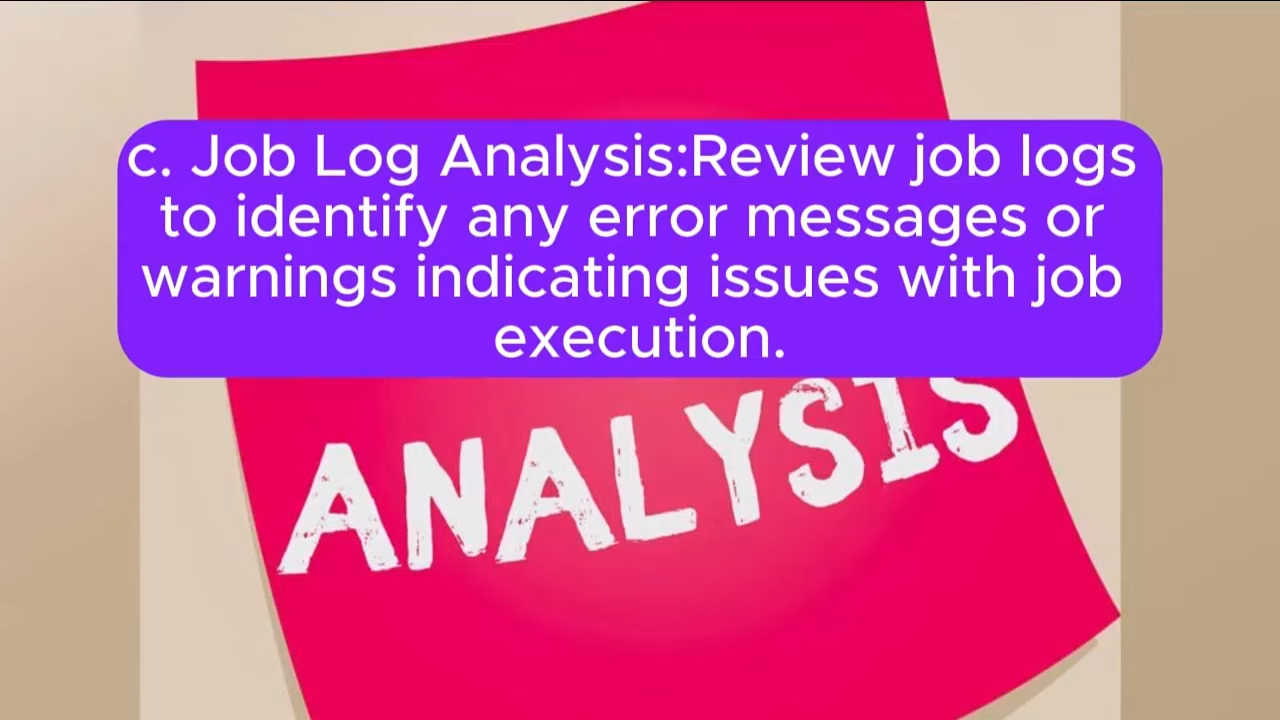 c. Job Log Analysis:Review job logs
to identify any error messages or
warnings indicating issues with job
execution.
ANALYSIS